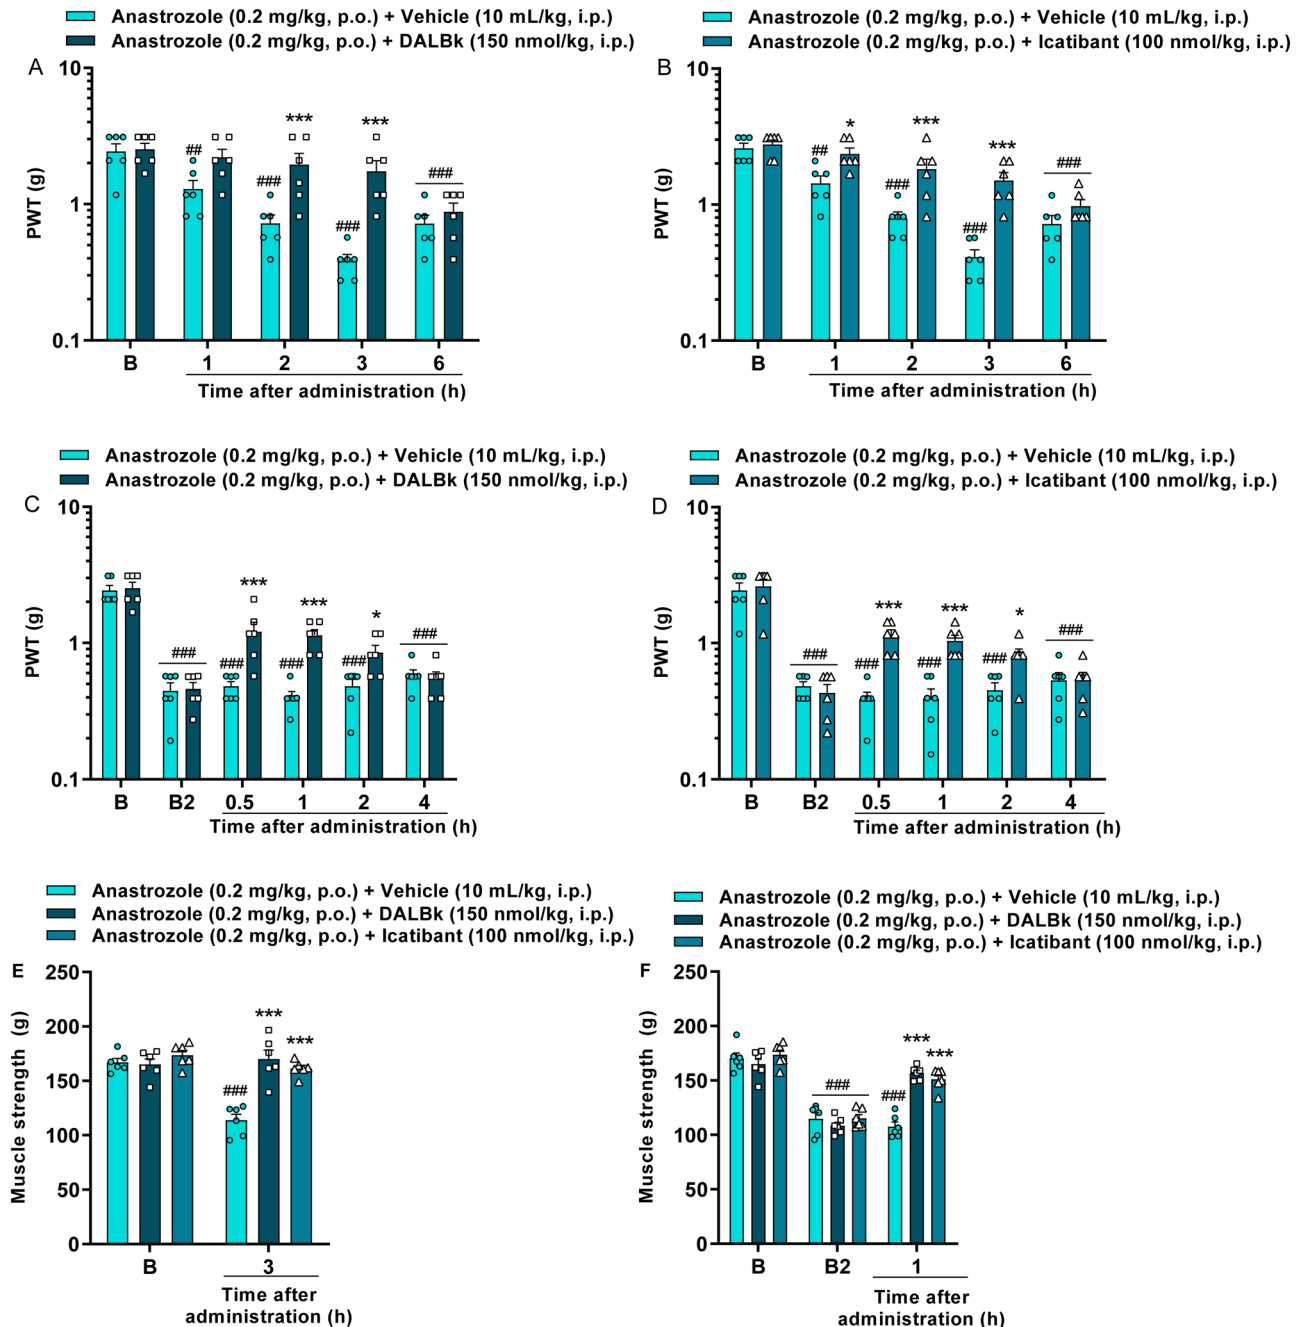 Anastrozole (0.2 mg/kg, p.o.) + Vehicle (10 mL/kg, i.p.)
Anastrozole (0.2 mg/kg, p.o.) + DALBk (150 nmol/kg, i.p.)
A
PWT (g)
10
1
0.1
##
###
***
###
***
###
B
1
2
3
6
Time after administration (h)
Anastrozole (0.2 mg/kg, p.o.) + Vehicle (10 mL/kg, i.p.)
Anastrozole (0.2 mg/kg, p.o.) + Icatibant (100 nmol/kg, i.p.)
B
PWT (g)
10
1
0.1
##
*
###
***
###
***
###
B
1
2
3
6
Time after administration (h)
Anastrozole (0.2 mg/kg, p.o.) + Vehicle (10 mL/kg, i.p.)
Anastrozole (0.2 mg/kg, p.o.) + DALBk (150 nmol/kg, i.p.)
C
PWT (g)
10
1
0.1
###
###
***
###
***
###
*
###
B
B2
0.5
1
2
4
Time after administration (h)
Anastrozole (0.2 mg/kg, p.o.) + Vehicle (10 mL/kg, i.p.)
Anastrozole (0.2 mg/kg, p.o.) + Icatibant (100 nmol/kg, i.p.)
D
PWT (g)
10
1
0.1
###
###
***
###
***
###
*
###
B
B2
0.5
1
2
4
Time after administration (h)
Anastrozole (0.2 mg/kg, p.o.) + Vehicle (10 mL/kg, i.p.)
Anastrozole (0.2 mg/kg, p.o.) + DALBk (150 nmol/kg, i.p.)
Anastrozole (0.2 mg/kg, p.o.) + Icatibant (100 nmol/kg, i.p.)
E
Muscle strength (g)
250
200
150
100
50
0
###
***
***
B
3
Time after
administration (h)
Anastrozole (0.2 mg/kg, p.o.) + Vehicle (10 mL/kg, i.p.)
Anastrozole (0.2 mg/kg, p.o.) + DALBk (150 nmol/kg, i.p.)
Anastrozole (0.2 mg/kg, p.o.) + Icatibant (100 nmol/kg, i.p.)
F
Muscle strength (g)
250
200
150
100
50
0
###
###
***
***
B
B2
1
Time after
administration (h)